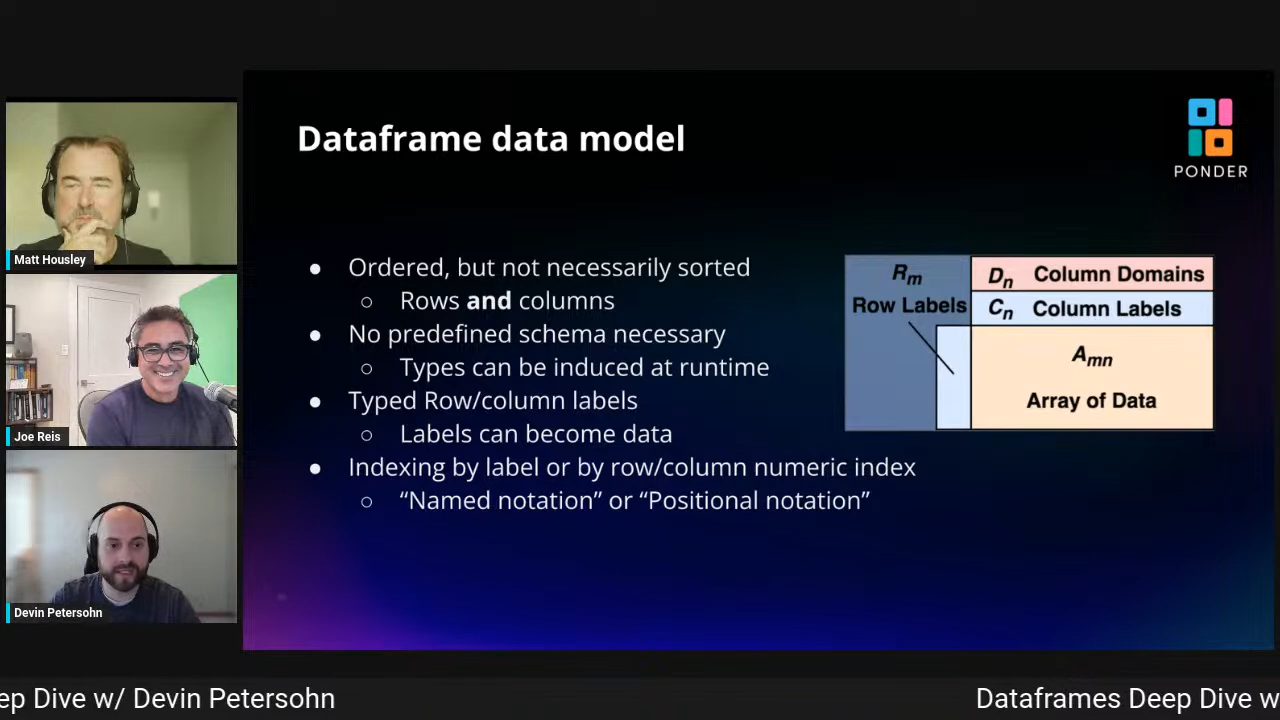 Matt Housley
Joe Reis
Devin Petersohn
Dataframe data model
PONDER
● Ordered, but not necessarily sorted
○ Rows and columns
● No predefined schema necessary
○ Types can be induced at runtime
● Typed Row/column labels
○ Labels can become data
● Indexing by label or by row/column numeric index
○ “Named notation” or “Positional notation”
Rm
Row Labels
Dn Column Domains
Cn Column Labels
Amn
Array of Data
ep Dive w/ Devin Petersohn
Dataframes Deep Dive w